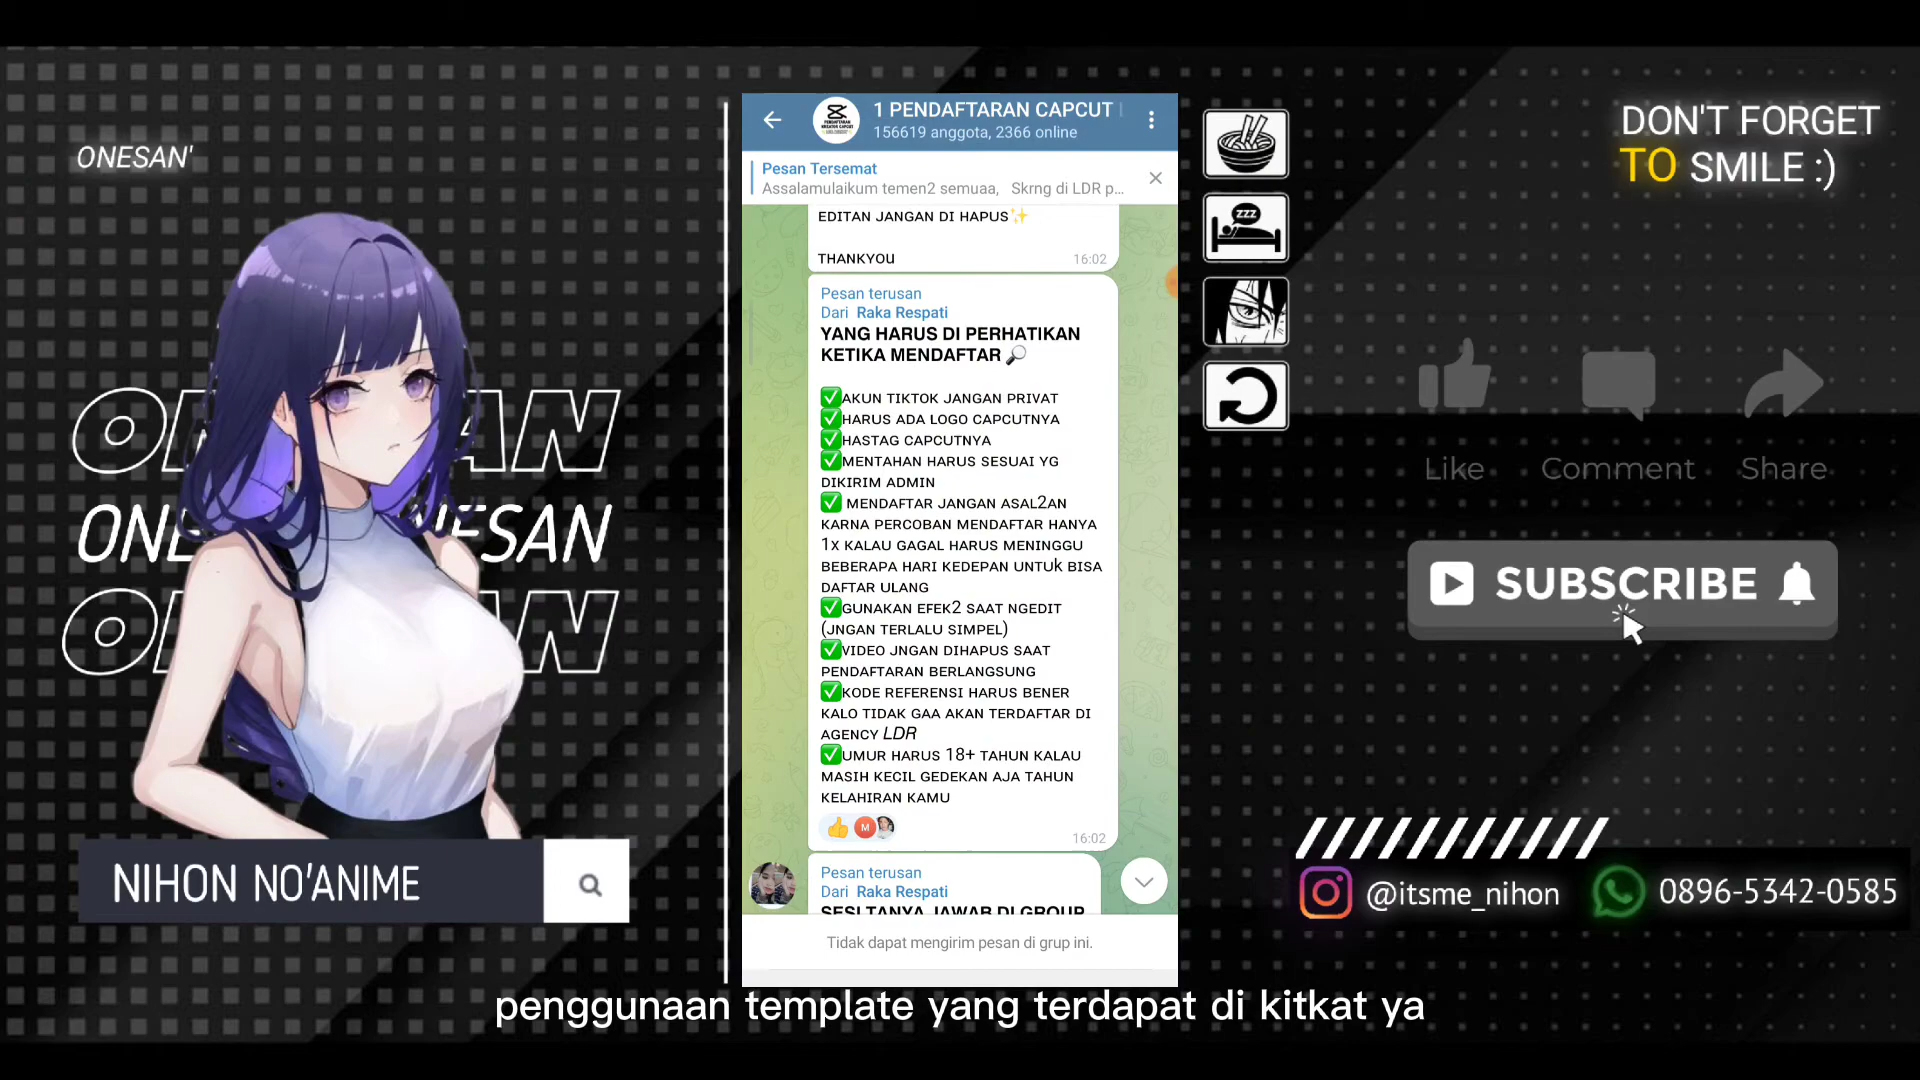 ONESAN'
ONESAN
NIHON NO'ANIME
1 PENDAFTARAN CAPCUT
156619 anggota, 2366 online
Pesan Tersemat
Assalamulaikum temen2 semuaa, Skrng di LDR p...
EDITAN JANGAN DI HAPUS✨
THANKYOU
16:02
Pesan terusan
Dari Raka Respati
YANG HARUS DI PERHATIKAN
KETIKA MENDAFTAR 🔎
✅AKUN TIKTOK JANGAN PRIVAT
✅HARUS ADA LOGO CAPCUTNYA
✅HASTAG CAPCUTNYA
✅MENTAHAN HARUS SESUAI YG
DIKIRIM ADMIN
✅ MENDAFTAR JANGAN ASAL2AN
KARNA PERCOBAN MENDAFTAR HANYA
1X KALAU GAGAL HARUS MENINGGU
BEBERAPA HARI KEDEPAN UNTUk BISA
DAFTAR ULANG
✅GUNAKAN EFEK2 SAAT NGEDIT
(JNGAN TERLALU SIMPEL)
✅VIDEO JNGAN DIHAPUS SAAT
PENDAFTARAN BERLANGSUNG
✅KODE REFERENSI HARUS BENER
KALO TIDAK GAA AKAN TERDAFTAR DI
AGENCY LDR
✅UMUR HARUS 18+ TAHUN KALAU
MASIH KECIL GEDEKAN AJA TAHUN
KELAHIRAN KAMU
M
16:02
Pesan terusan
Dari Raka Respati
SESI TANYA JAWAB DI GROUP
Tidak dapat mengirim pesan di grup ini.
zzz
DON'T FORGET
TO SMILE :)
Like Comment Share
SUBSCRIBE
@itsme_nihon 0896-5342-0585
penggunaan template yang terdapat di kitkat ya